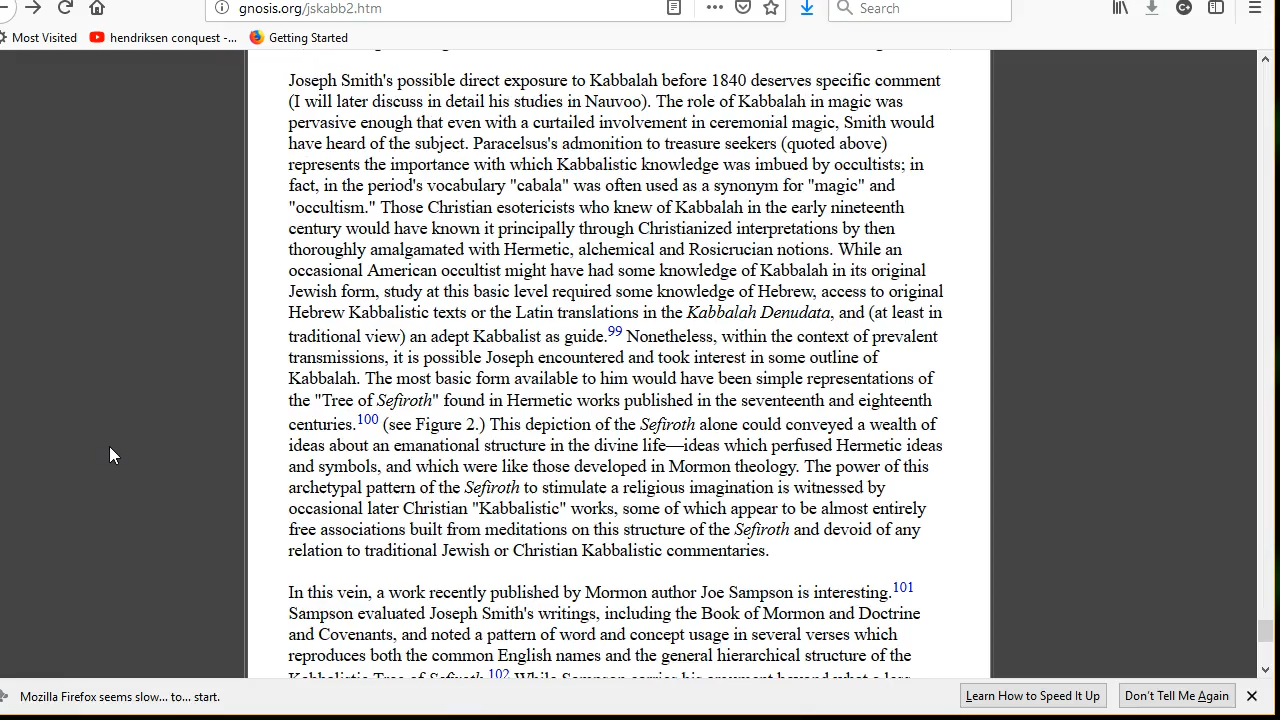 gnosis.org/jskabb2.htm
Search
Most Visited
hendriksen conquest -...
Getting Started
Joseph Smith's possible direct exposure to Kabbalah before 1840 deserves specific comment
(I will later discuss in detail his studies in Nauvoo). The role of Kabbalah in magic was
pervasive enough that even with a curtailed involvement in ceremonial magic, Smith would
have heard of the subject. Paracelsus's admonition to treasure seekers (quoted above)
represents the importance with which Kabbalistic knowledge was imbued by occultists; in
fact, in the period's vocabulary "cabala" was often used as a synonym for "magic" and
"occultism." Those Christian esotericists who knew of Kabbalah in the early nineteenth
century would have known it principally through Christianized interpretations by then
thoroughly amalgamated with Hermetic, alchemical and Rosicrucian notions. While an
occasional American occultist might have had some knowledge of Kabbalah in its original
Jewish form, study at this basic level required some knowledge of Hebrew, access to original
Hebrew Kabbalistic texts or the Latin translations in the Kabbalah Denudata, and (at least in
traditional view) an adept Kabbalist as guide.99 Nonetheless, within the context of prevalent
transmissions, it is possible Joseph encountered and took interest in some outline of
Kabbalah. The most basic form available to him would have been simple representations of
the "Tree of Sefiroth" found in Hermetic works published in the seventeenth and eighteenth
centuries.100 (see Figure 2.) This depiction of the Sefiroth alone could conveyed a wealth of
ideas about an emanational structure in the divine life—ideas which perfused Hermetic ideas
and symbols, and which were like those developed in Mormon theology. The power of this
archetypal pattern of the Sefiroth to stimulate a religious imagination is witnessed by
occasional later Christian "Kabbalistic" works, some of which appear to be almost entirely
free associations built from meditations on this structure of the Sefiroth and devoid of any
relation to traditional Jewish or Christian Kabbalistic commentaries.
In this vein, a work recently published by Mormon author Joe Sampson is interesting.101
Sampson evaluated Joseph Smith's writings, including the Book of Mormon and Doctrine
and Covenants, and noted a pattern of word and concept usage in several verses which
reproduces both the common English names and the general hierarchical structure of the
Kabbalistic Tree of Sefiroth.102 While Sampson carries his argument beyond what a less
Mozilla Firefox seems slow... to... start.
Learn How to Speed It Up
Don't Tell Me Again